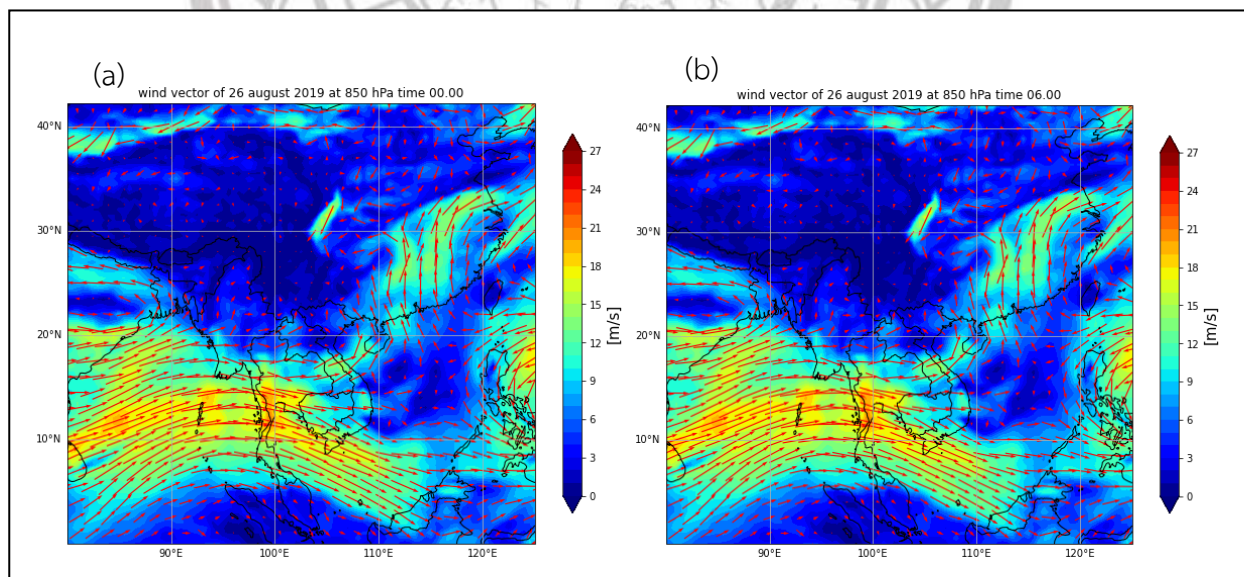 (a)
wind vector of 26 august 2019 at 850 hPa time 00.00
40°N
30°N
20°N
10°N
90°E
100°E
110°E
120°E
27
24
21
18
15
12
9
6
3
0
[m/s]
(b)
wind vector of 26 august 2019 at 850 hPa time 06.00
40°N
30°N
20°N
10°N
90°E
100°E
110°E
120°E
27
24
21
18
15
12
9
6
3
0
[m/s]